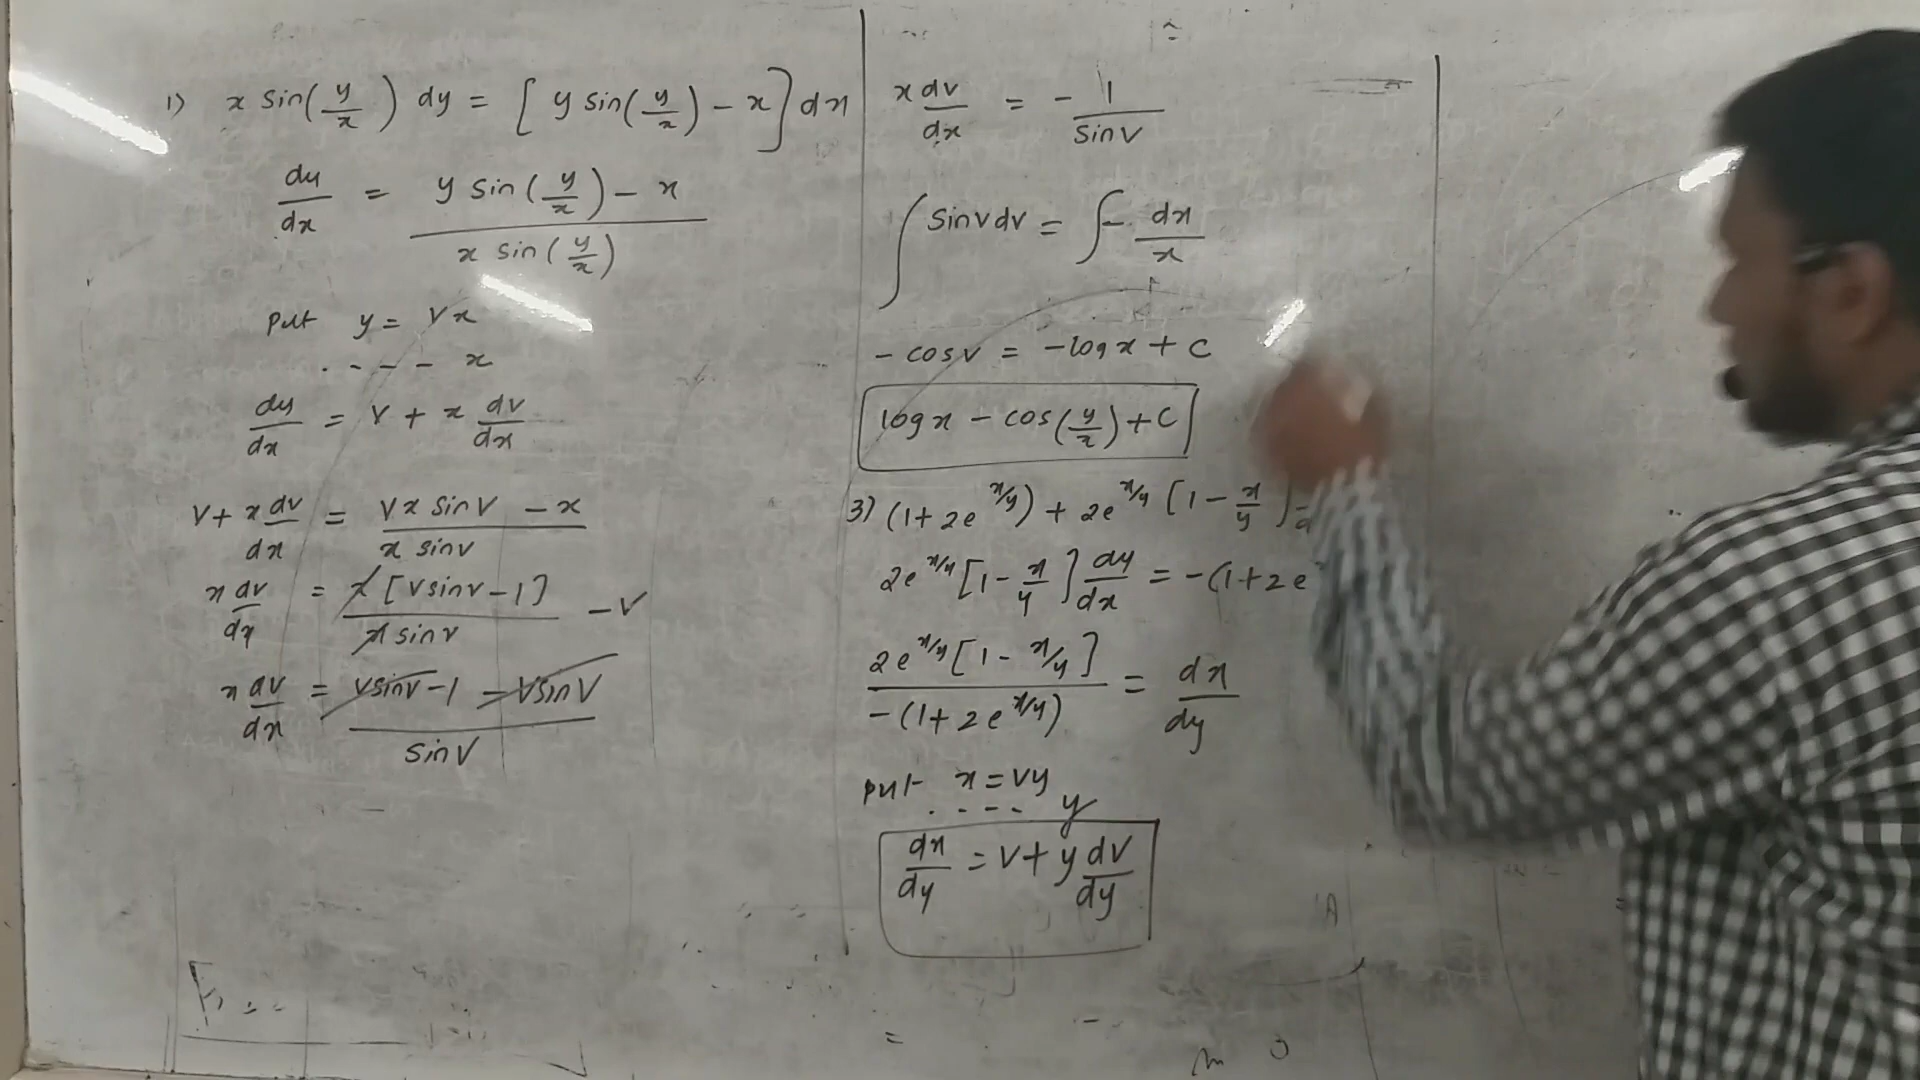 1) x sin(y/x) dy = [y sin(y/x) - x] dx
dy/dx = y sin(y/x) - x / x sin(y/x)
put y = vx
. - - - x
dy/dx = v + x dv/dx
v + x dv/dx = vx sin v - x / x sin v
x dv/dx = x [v sin v - 1] / x sin v - v
x dv/dx = v sin v - 1 - v sin v / sin v
x dv/dx = - 1 / sin v
∫ sin v dv = ∫ - dx/x
- cos v = - log x + c
log x - cos(y/x) + c
3) (1 + 2e^x/y) + 2e^x/y [1 - x/y]
2e^x/y [1 - x/y] dy/dx = - (1 + 2e
2e^x/y [1 - x/y] / - (1 + 2e^x/y) = dx/dy
put x = vy
. - - - y
dx/dy = v + y dv/dy